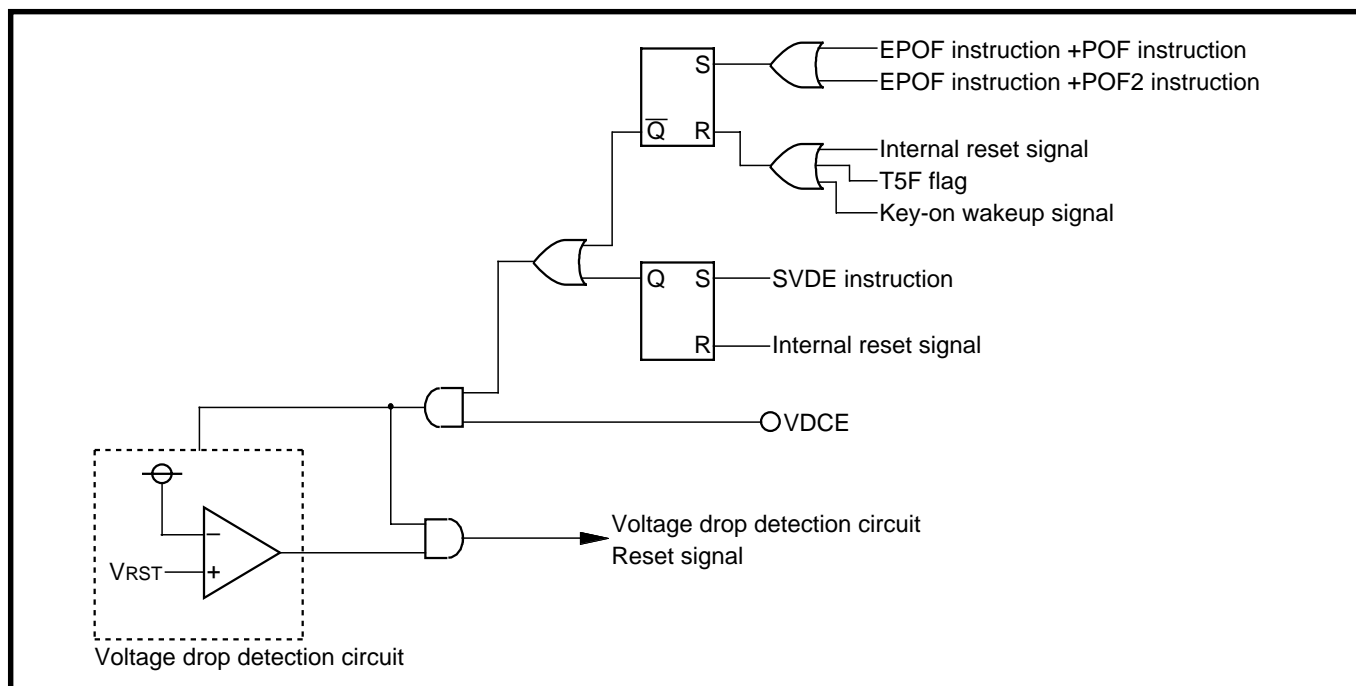 EPOF instruction +POF instruction
S
EPOF instruction +POF2 instruction
Q R
Internal reset signal
T5F flag
Key-on wakeup signal
Q S SVDE instruction
R Internal reset signal
VDCE
−
VRST +
Voltage drop detection circuit
Reset signal
Voltage drop detection circuit